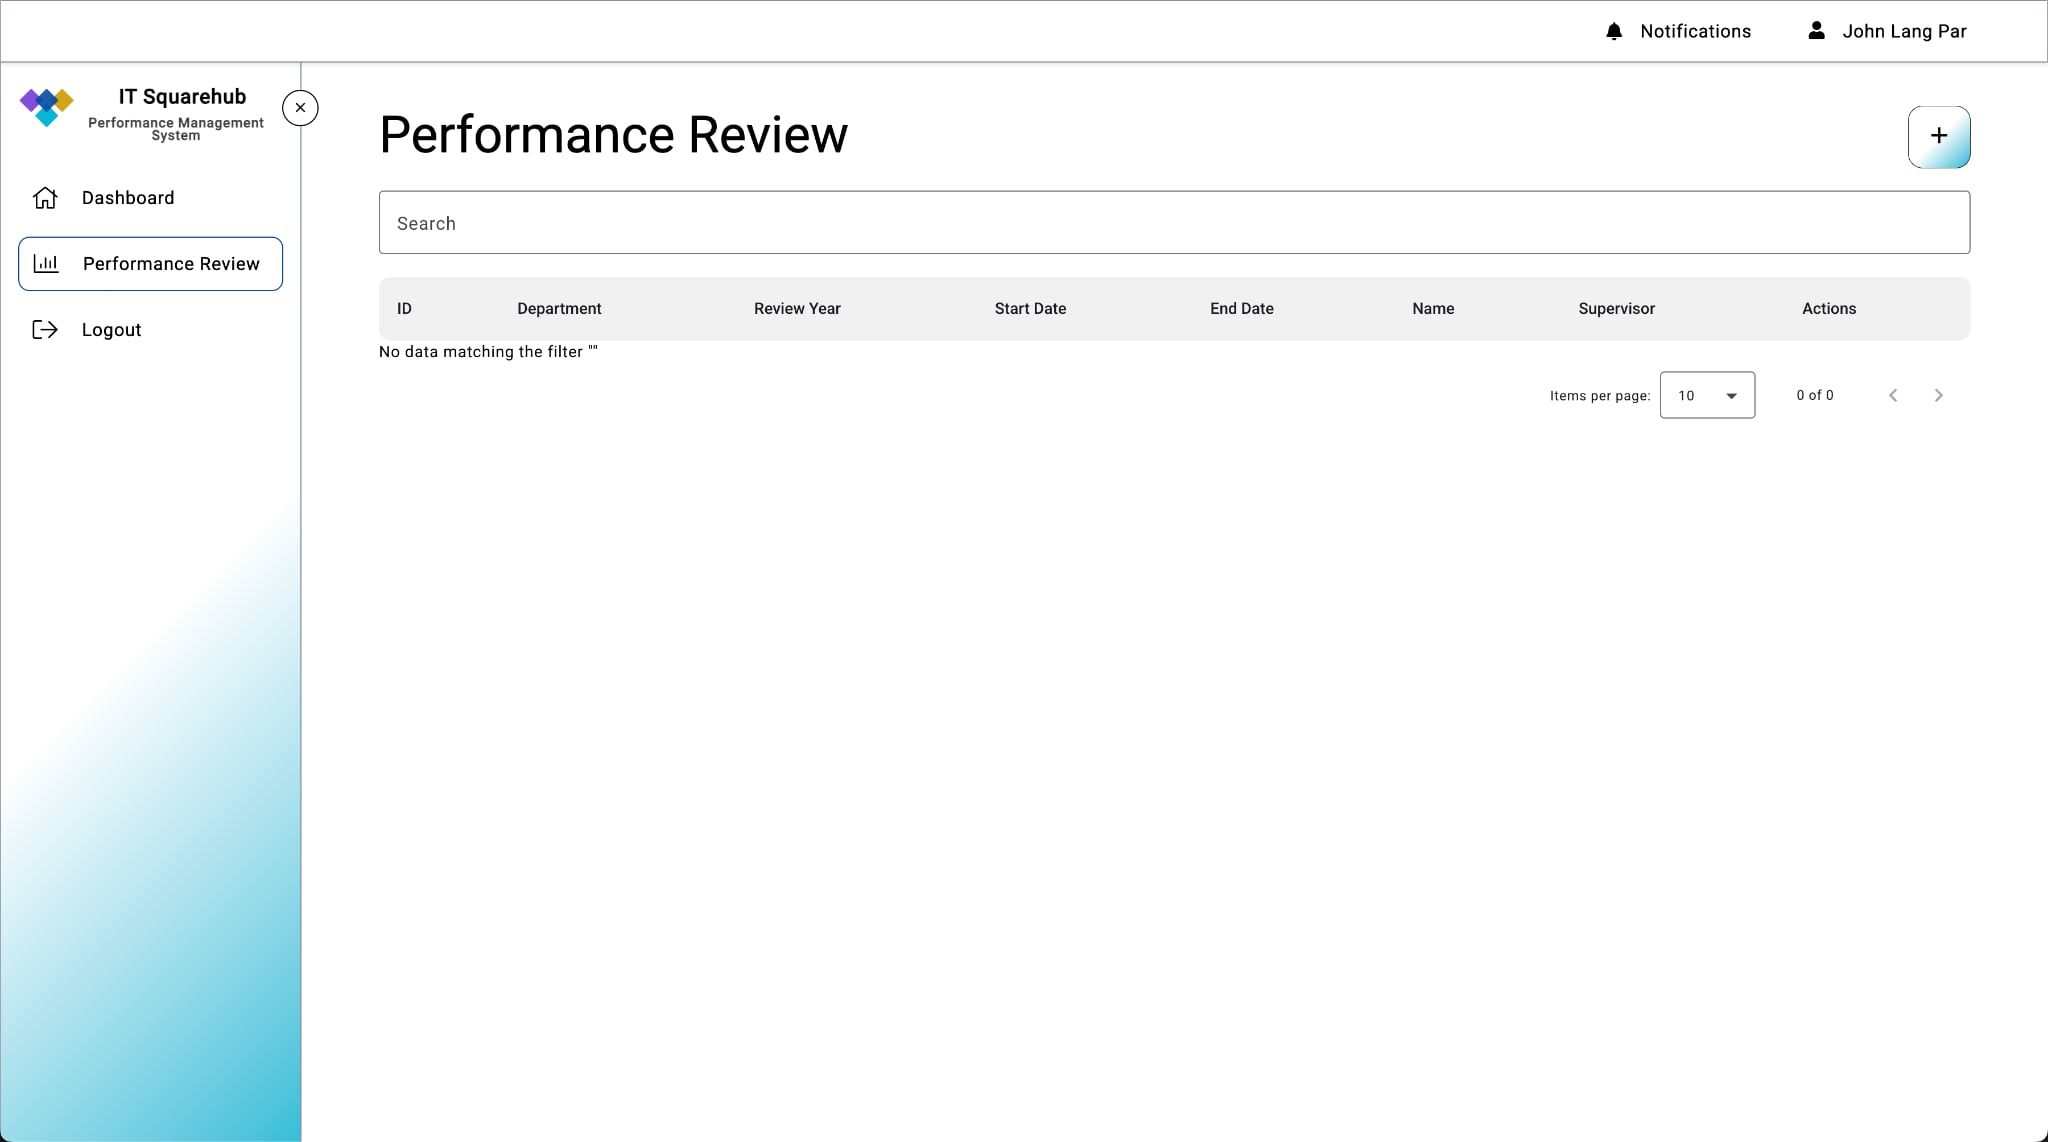 Notifications
John Lang Par
IT Squarehub
Performance Management
System
Dashboard
Performance Review
Logout
Performance Review
+
Search
ID Department Review Year Start Date End Date Name Supervisor Actions
No data matching the filter ""
Items per page: 10 0 of 0